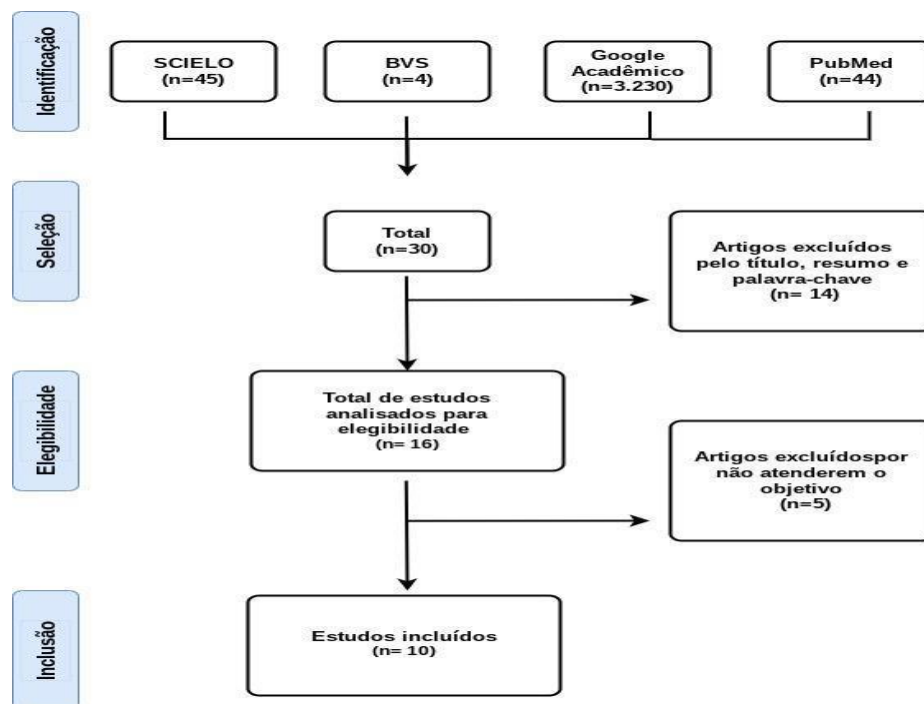 Identificação
SCIELO
(n=45)
BVS
(n=4)
Google
Acadêmico
(n=3.230)
PubMed
(n=44)
Seleção
Total
(n=30)
Artigos excluídos
pelo título, resumo e
palavra-chave
(n= 14)
Elegibilidade
Total de estudos
analisados para
elegibilidade
(n= 16)
Artigos excluídospor
não atenderem o
objetivo
(n=5)
Inclusão
Estudos incluídos
(n= 10)